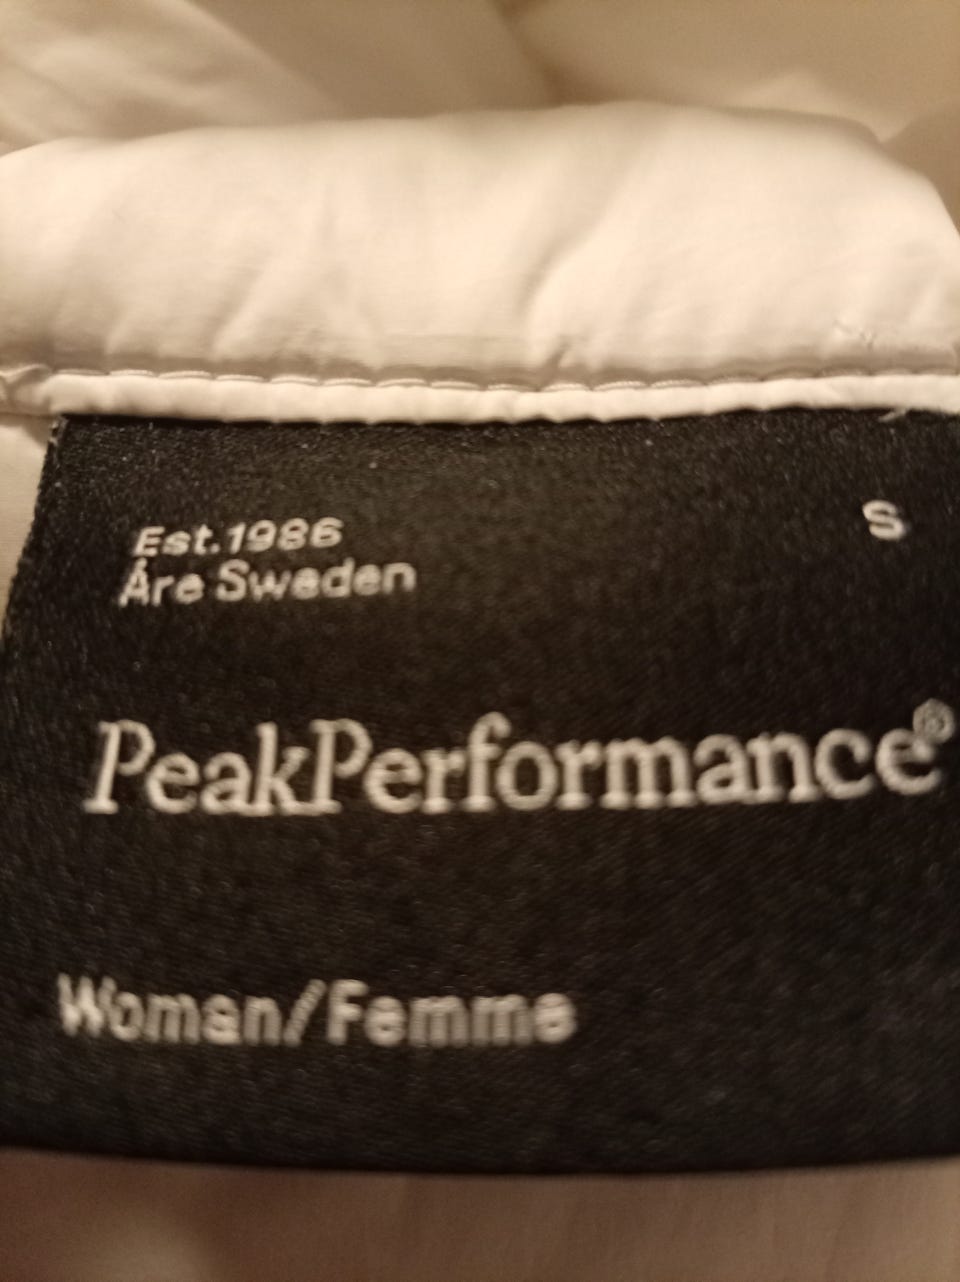 Est.1986
S
Åre Sweden
PeakPerformance®
Woman/Femme